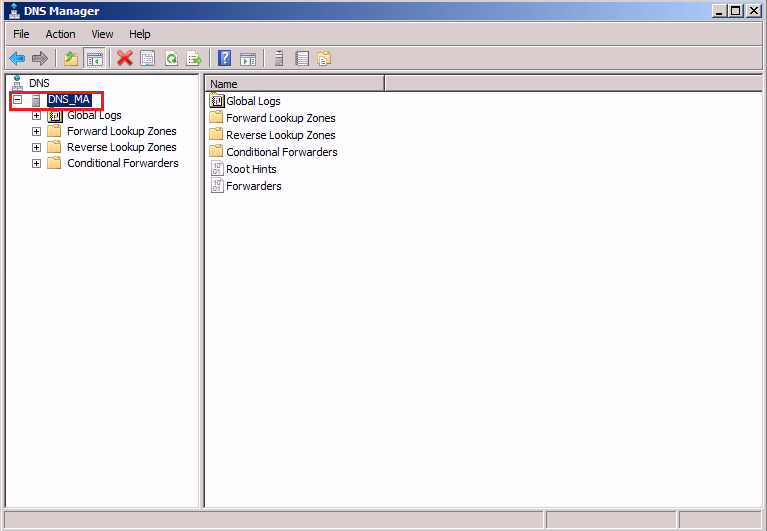 DNS Manager
File Action View Help
DNS
DNS_MA
Global Logs
Forward Lookup Zones
Reverse Lookup Zones
Conditional Forwarders
Name
Global Logs
Forward Lookup Zones
Reverse Lookup Zones
Conditional Forwarders
Root Hints
Forwarders